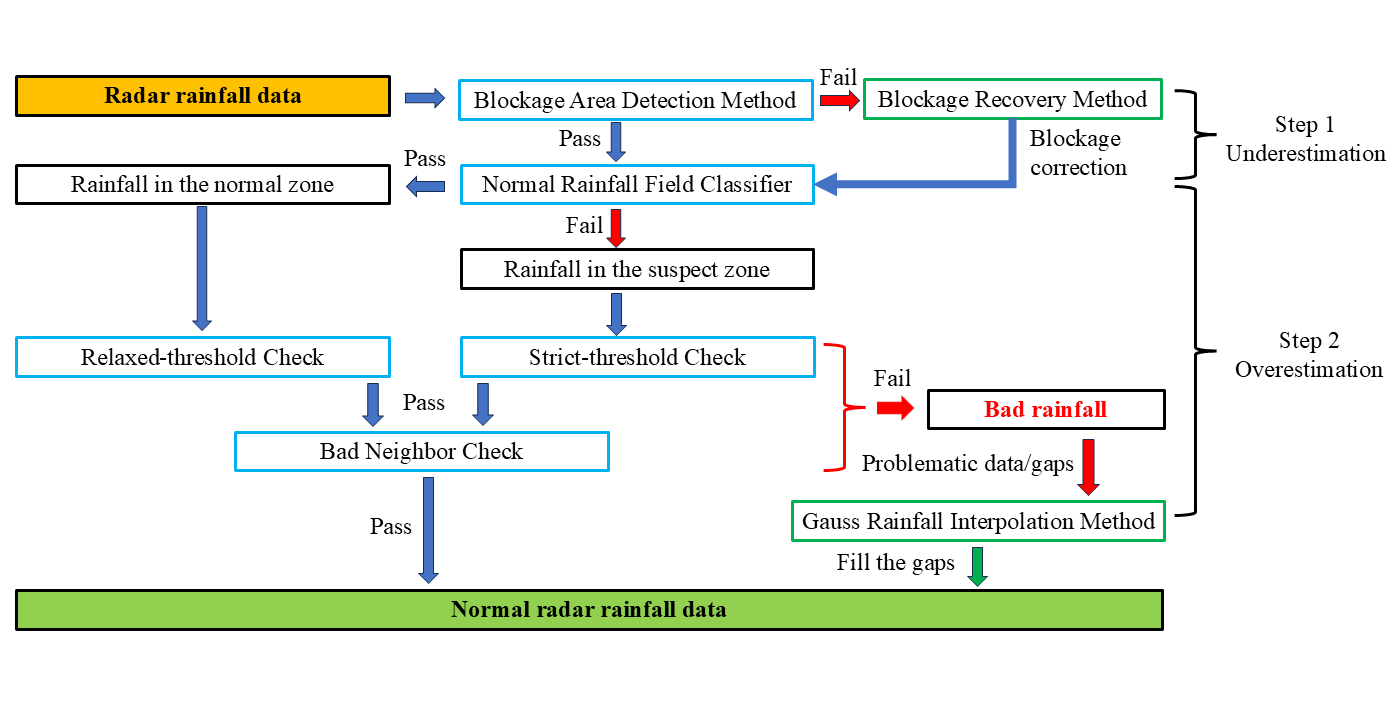 Radar rainfall data
Blockage Area Detection Method
Fail
Blockage Recovery Method
Step 1
Underestimation
Pass
Blockage
correction
Pass
Rainfall in the normal zone
Normal Rainfall Field Classifier
Fail
Rainfall in the suspect zone
Relaxed-threshold Check
Strict-threshold Check
Step 2
Overestimation
Pass
Fail
Bad rainfall
Bad Neighbor Check
Problematic data/gaps
Pass
Gauss Rainfall Interpolation Method
Fill the gaps
Normal radar rainfall data